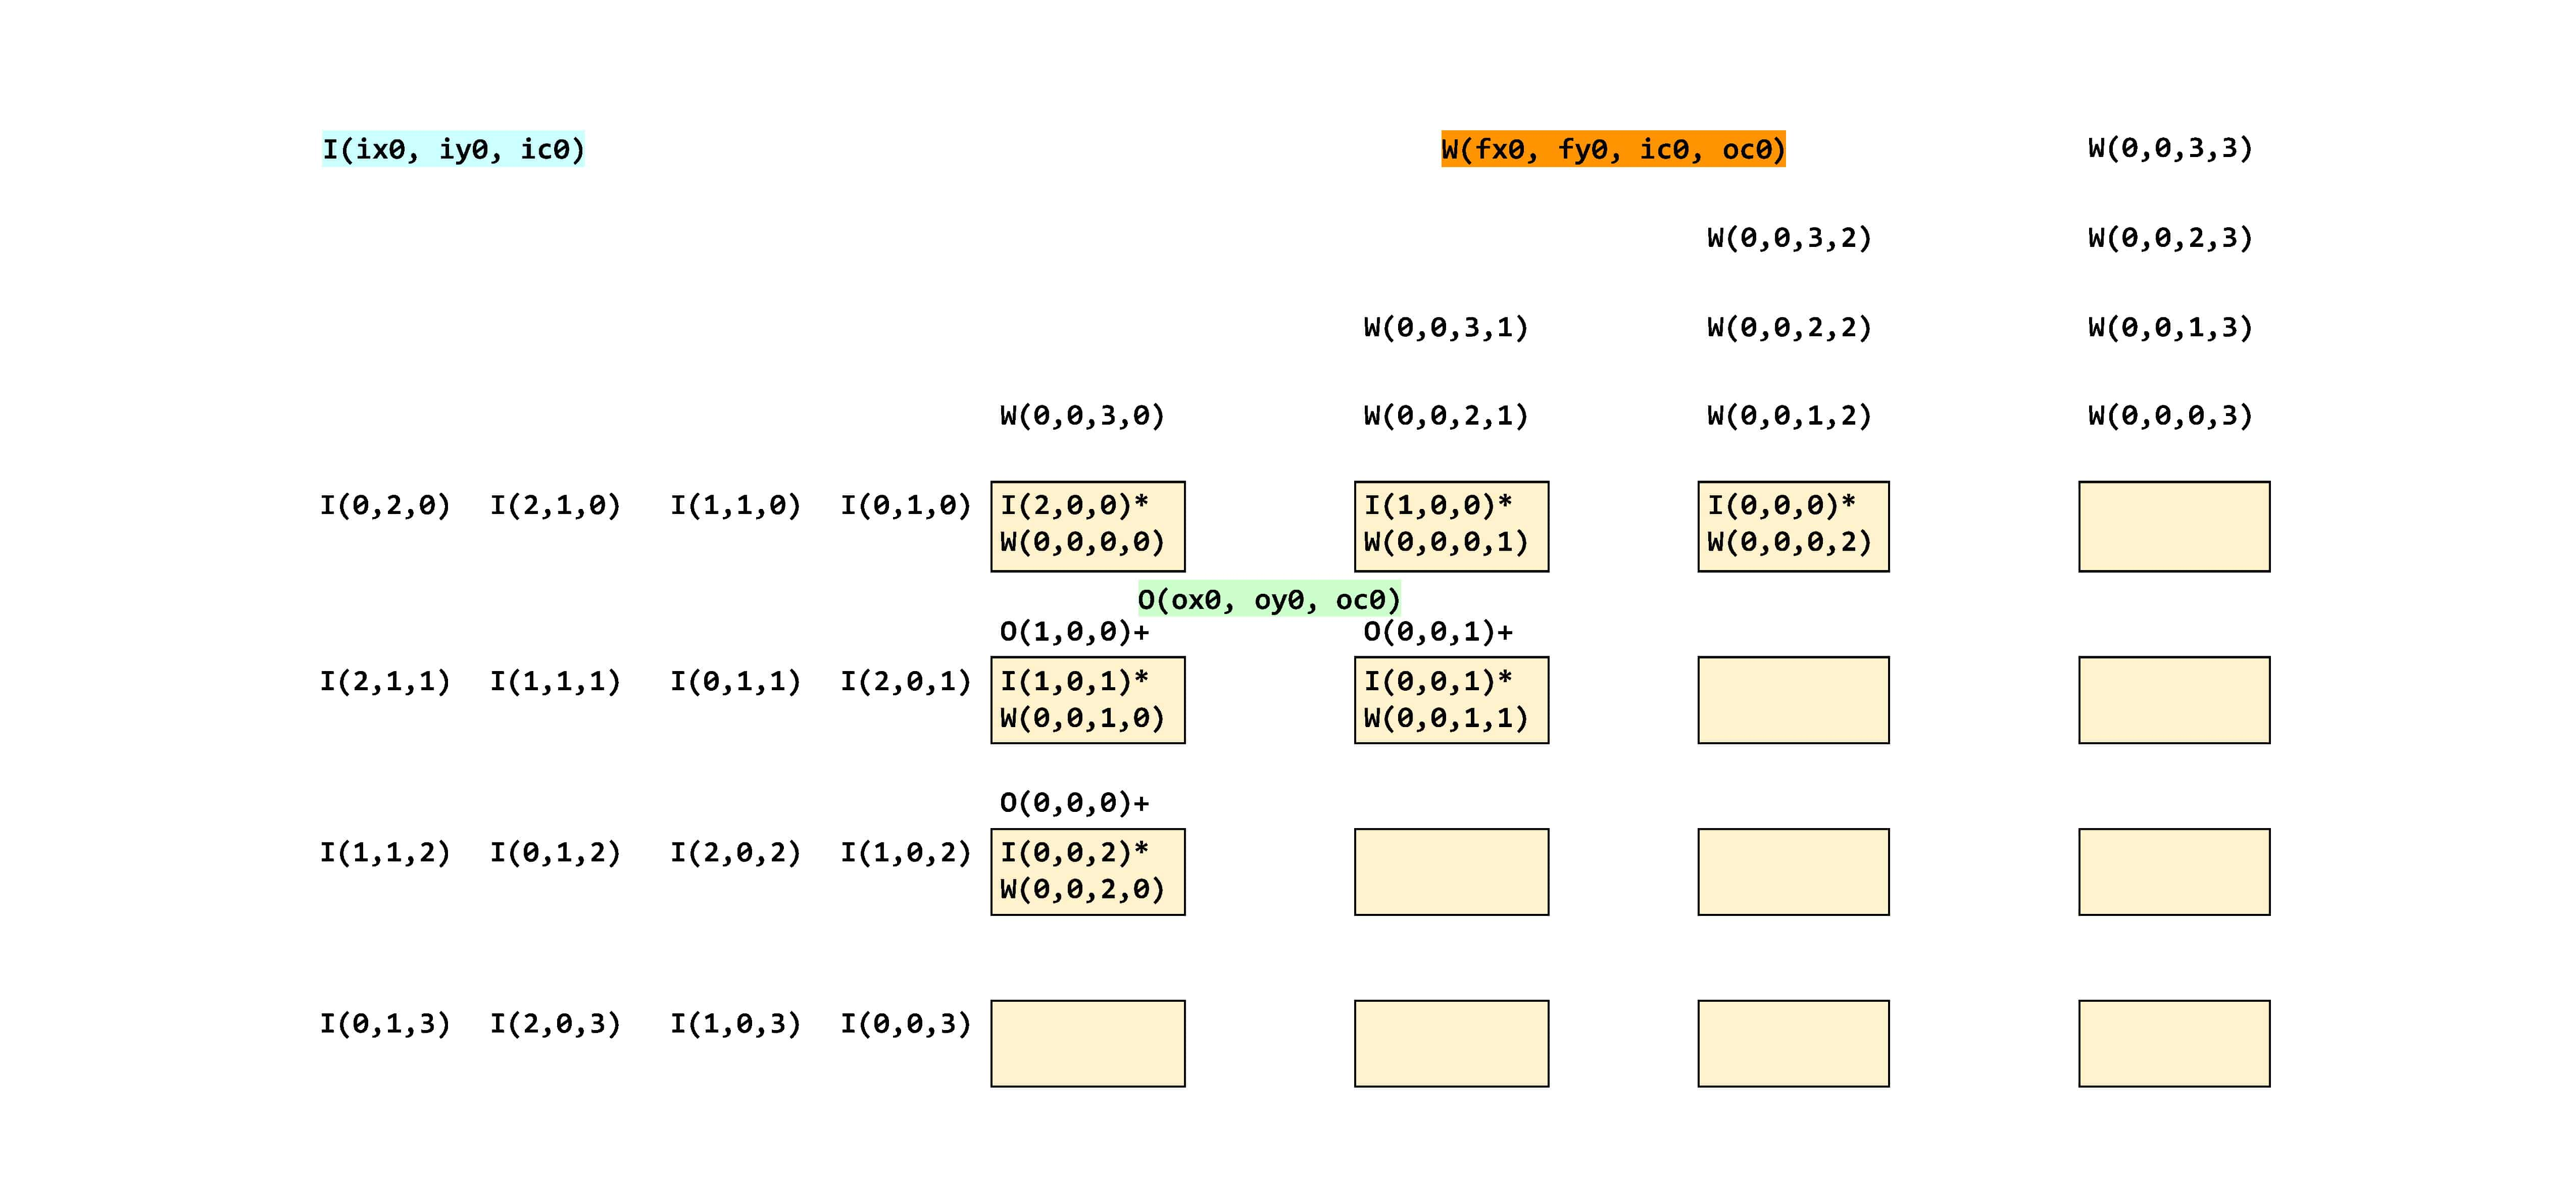 I(ix0, iy0, ic0) W(fx0, fy0, ic0, oc0) W(0,0,3,3)
W(0,0,3,2) W(0,0,2,3)
W(0,0,3,1) W(0,0,2,2) W(0,0,1,3)
W(0,0,3,0) W(0,0,2,1) W(0,0,1,2) W(0,0,0,3)
I(0,2,0) I(2,1,0) I(1,1,0) I(0,1,0) I(2,0,0)* I(1,0,0)* I(0,0,0)*
W(0,0,0,0) W(0,0,0,1) W(0,0,0,2)
O(ox0, oy0, oc0)
O(1,0,0)+ O(0,0,1)+
I(2,1,1) I(1,1,1) I(0,1,1) I(2,0,1) I(1,0,1)* I(0,0,1)*
W(0,0,1,0) W(0,0,1,1)
O(0,0,0)+
I(1,1,2) I(0,1,2) I(2,0,2) I(1,0,2) I(0,0,2)*
W(0,0,2,0)
I(0,1,3) I(2,0,3) I(1,0,3) I(0,0,3)